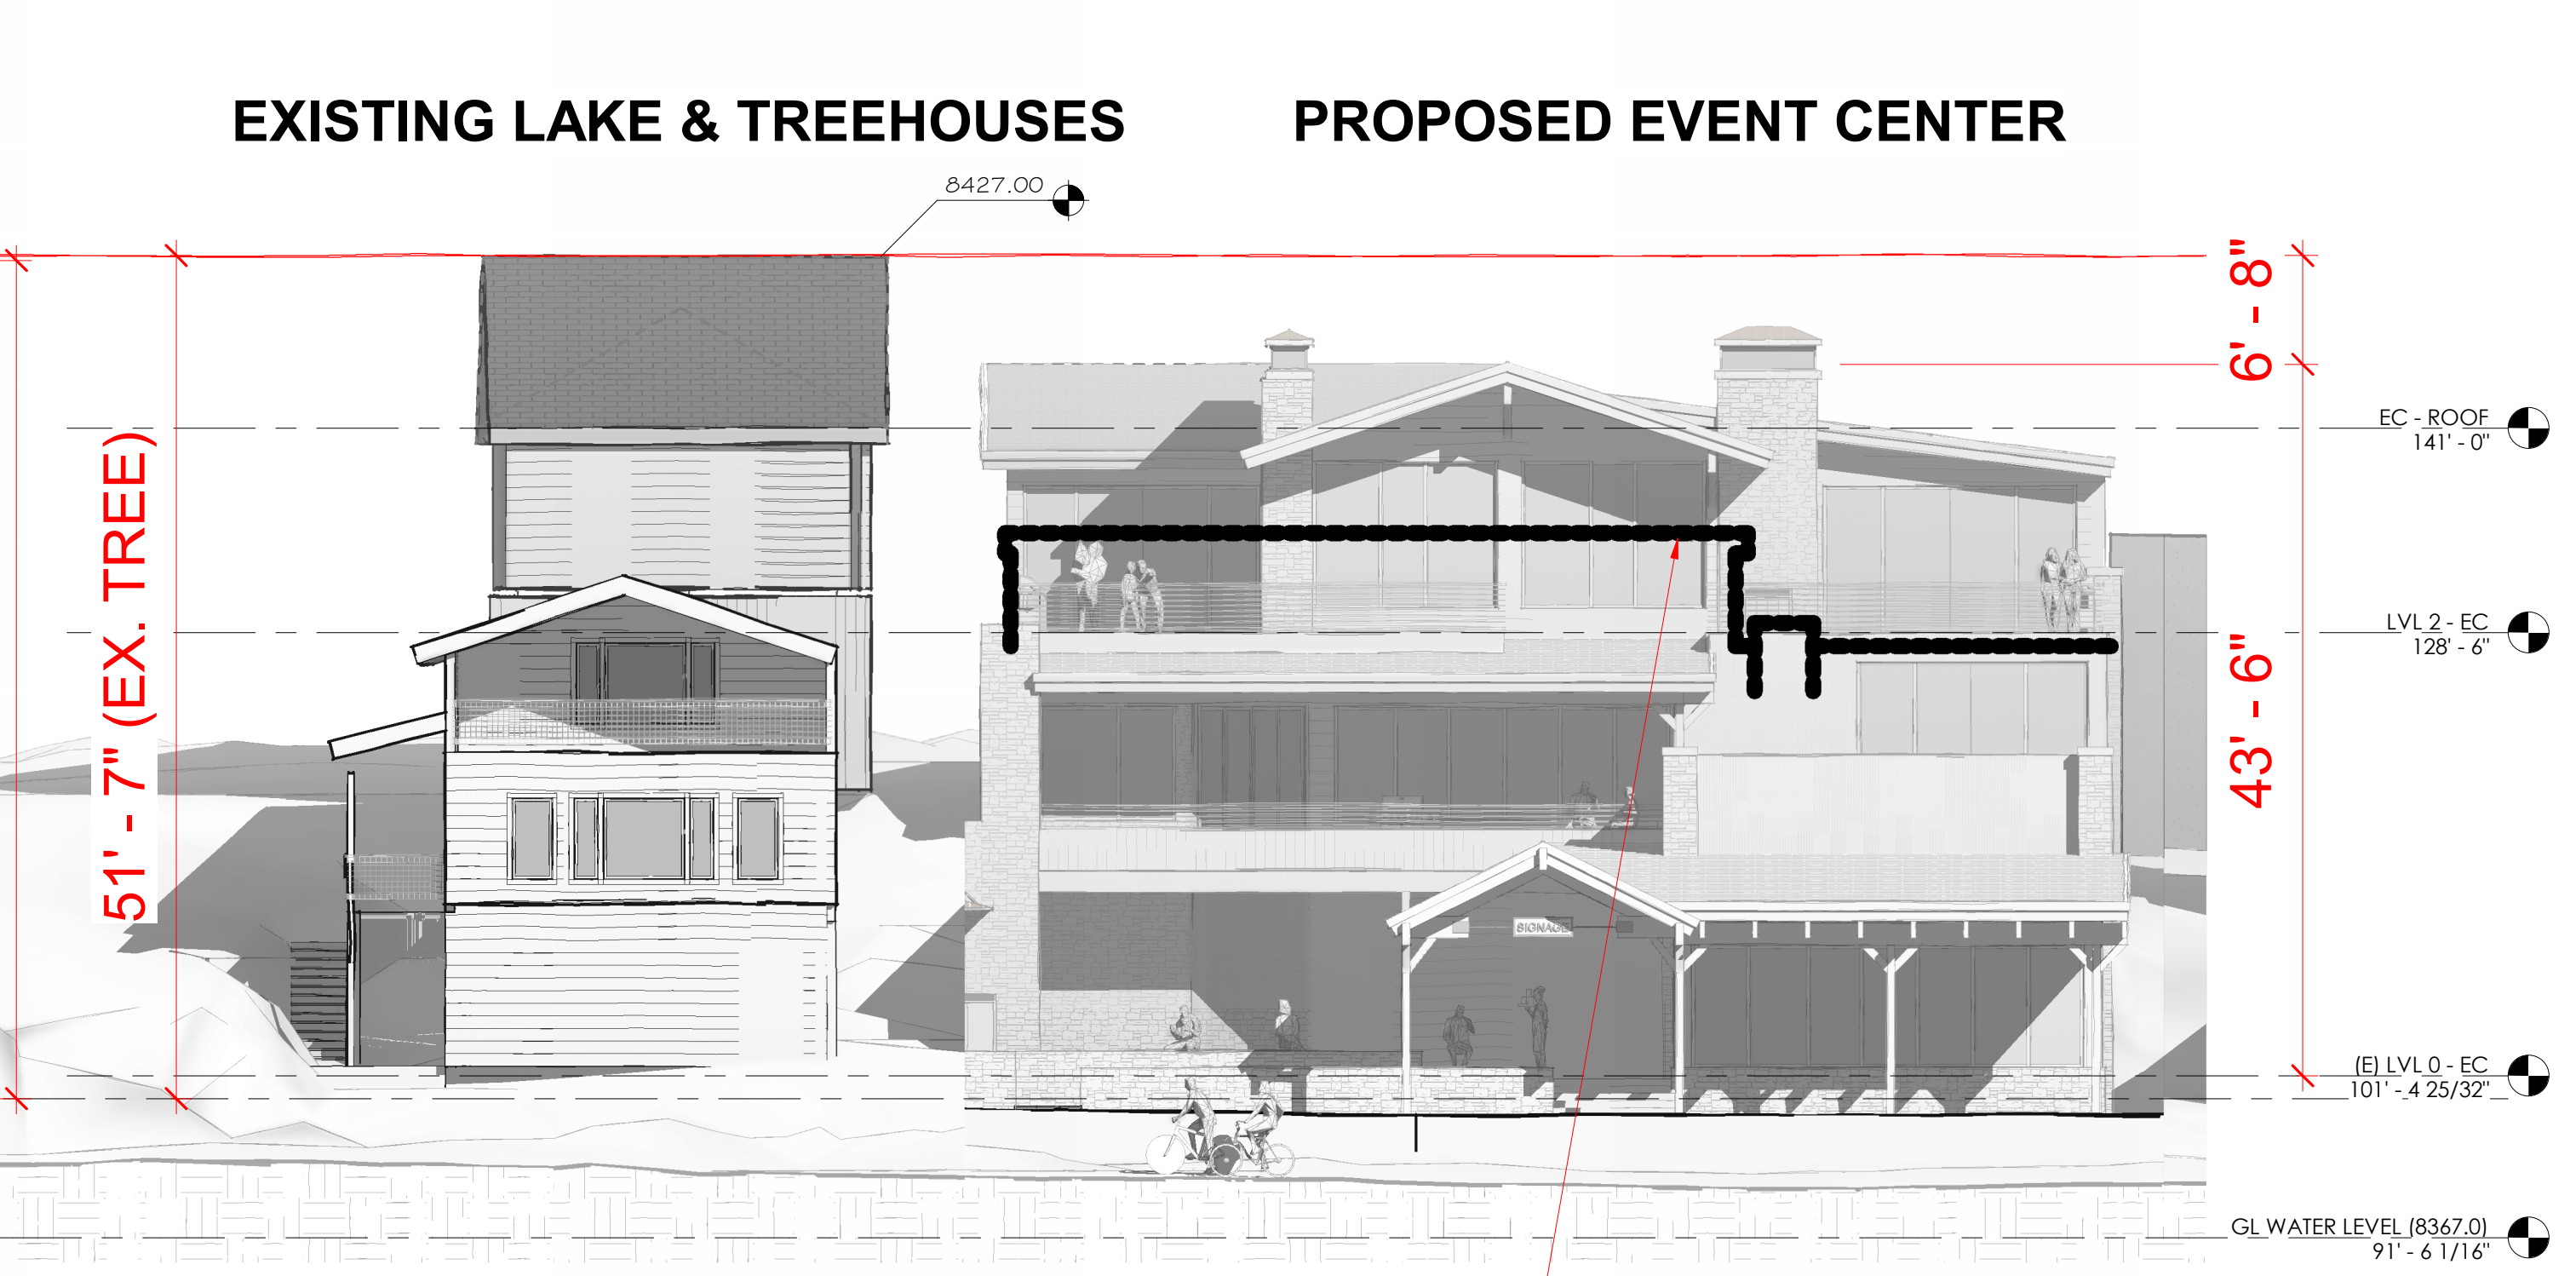 EXISTING LAKE & TREEHOUSES
PROPOSED EVENT CENTER
8427.00
6' - 8"
EC - ROOF
141' - 0"
51' - 7" (EX. TREE)
LVL 2 - EC
128' - 6"
43' - 6"
SIGNAGE
(E) LVL 0 - EC
101' - 4 25/32"
GL WATER LEVEL (8367.0)
91' - 6 1/16"